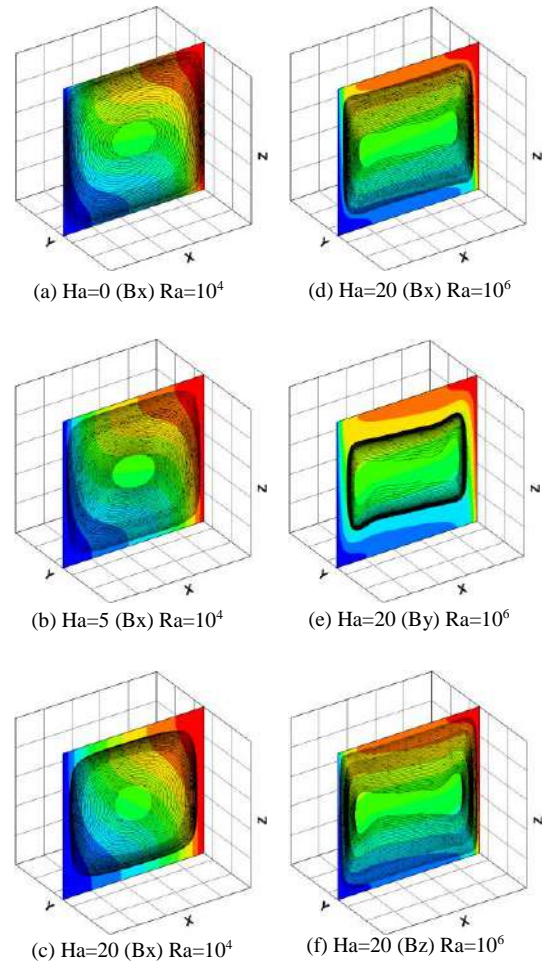 Z
Y
X
(a) Ha=0 (Bx) Ra=10⁴
Z
Y
X
(d) Ha=20 (Bx) Ra=10⁶
Z
Y
X
(b) Ha=5 (Bx) Ra=10⁴
Z
Y
X
(e) Ha=20 (By) Ra=10⁶
Z
Y
X
(c) Ha=20 (Bx) Ra=10⁴
Z
Y
X
(f) Ha=20 (Bz) Ra=10⁶